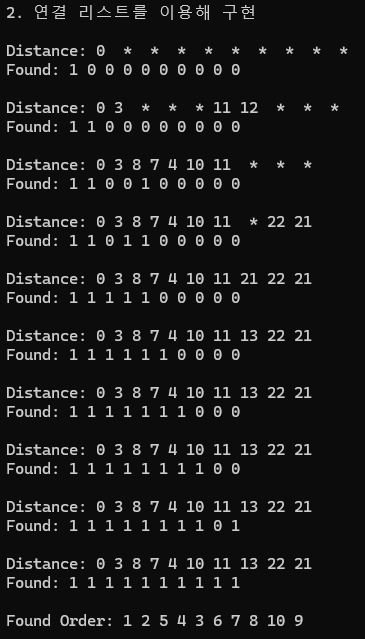 2. 연결 리스트를 이용해 구현
Distance: 0 * * * * * * * * *
Found: 1 0 0 0 0 0 0 0 0 0
Distance: 0 3 * * * 11 12 * * *
Found: 1 1 0 0 0 0 0 0 0 0
Distance: 0 3 8 7 4 10 11 * * *
Found: 1 1 0 0 1 0 0 0 0 0
Distance: 0 3 8 7 4 10 11 * 22 21
Found: 1 1 0 1 1 0 0 0 0 0
Distance: 0 3 8 7 4 10 11 21 22 21
Found: 1 1 1 1 1 0 0 0 0 0
Distance: 0 3 8 7 4 10 11 13 22 21
Found: 1 1 1 1 1 1 0 0 0 0
Distance: 0 3 8 7 4 10 11 13 22 21
Found: 1 1 1 1 1 1 1 0 0 0
Distance: 0 3 8 7 4 10 11 13 22 21
Found: 1 1 1 1 1 1 1 1 0 0
Distance: 0 3 8 7 4 10 11 13 22 21
Found: 1 1 1 1 1 1 1 1 0 1
Distance: 0 3 8 7 4 10 11 13 22 21
Found: 1 1 1 1 1 1 1 1 1 1
Found Order: 1 2 5 4 3 6 7 8 10 9